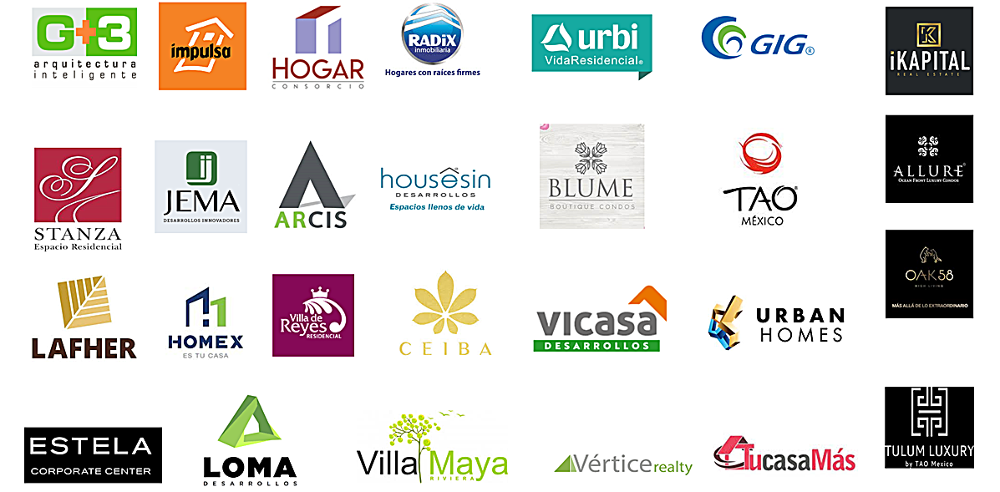 G+3
arquitectura
inteligente
impulsa
HOGAR
CONSORCIO
RADiX
inmobiliaria
Hogares con raíces firmes
urbi
VidaResidencial®
GIG®
K
iKAPITAL
REAL ESTATE
S
STANZA
Espacio Residencial
j
JEMA
DESARROLLOS INNOVADORES
ARCIS
housesin
DESARROLLOS
Espacios llenos de vida
BLUME
BOUTIQUE CONDOS
TAO®
MÉXICO
ALLURE®
OCEAN FRONT LUXURY CONDOS
LAFHER
HOMEX
ES TU CASA
Villa de
Reyes
RESIDENCIAL
CEIBA
vicasa
DESARROLLOS
URBAN
HOMES
OAK58
HIGH LIVING
MÁS ALLÁ DE LO EXTRAORDINARIO
ESTELA
CORPORATE CENTER
LOMA
DESARROLLOS
Villa Maya
RIVIERA
Vértice realty
TucasaMás
TULUM LUXURY
by TAO Mexico